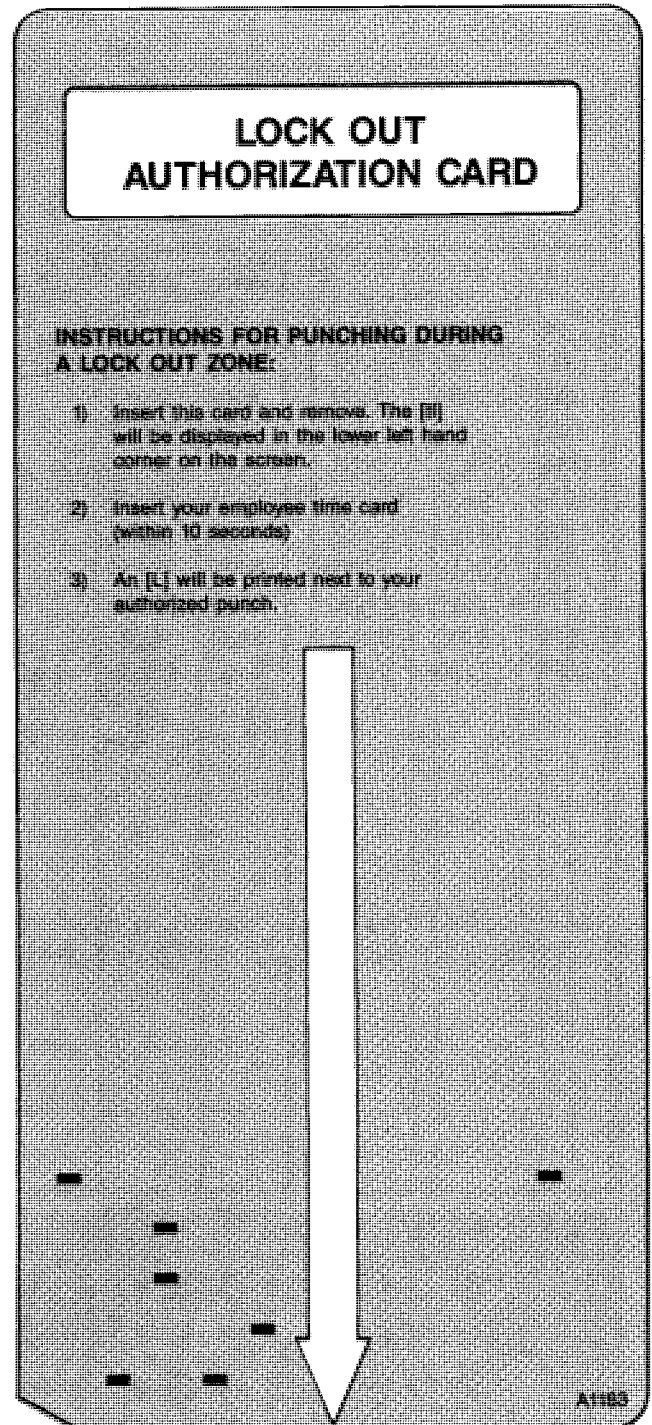 LOCK OUT
AUTHORIZATION CARD
INSTRUCTIONS FOR PUNCHING DURING
A LOCK OUT ZONE:
1) Insert this card and remove. The
will be displayed in the lower left hand
corner on the screen.
2) Insert your employee time card
(within 10 seconds)
3) An [L] will be printed next to your
authorized punch.
A1183